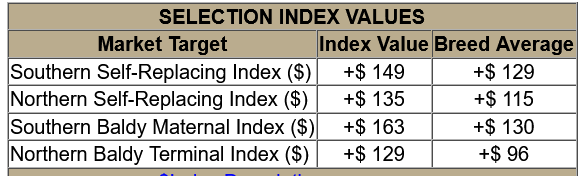 SELECTION INDEX VALUES
Market Target Index Value Breed Average
Southern Self-Replacing Index ($) +$ 149 +$ 129
Northern Self-Replacing Index ($) +$ 135 +$ 115
Southern Baldy Maternal Index ($) +$ 163 +$ 130
Northern Baldy Terminal Index ($) +$ 129 +$ 96